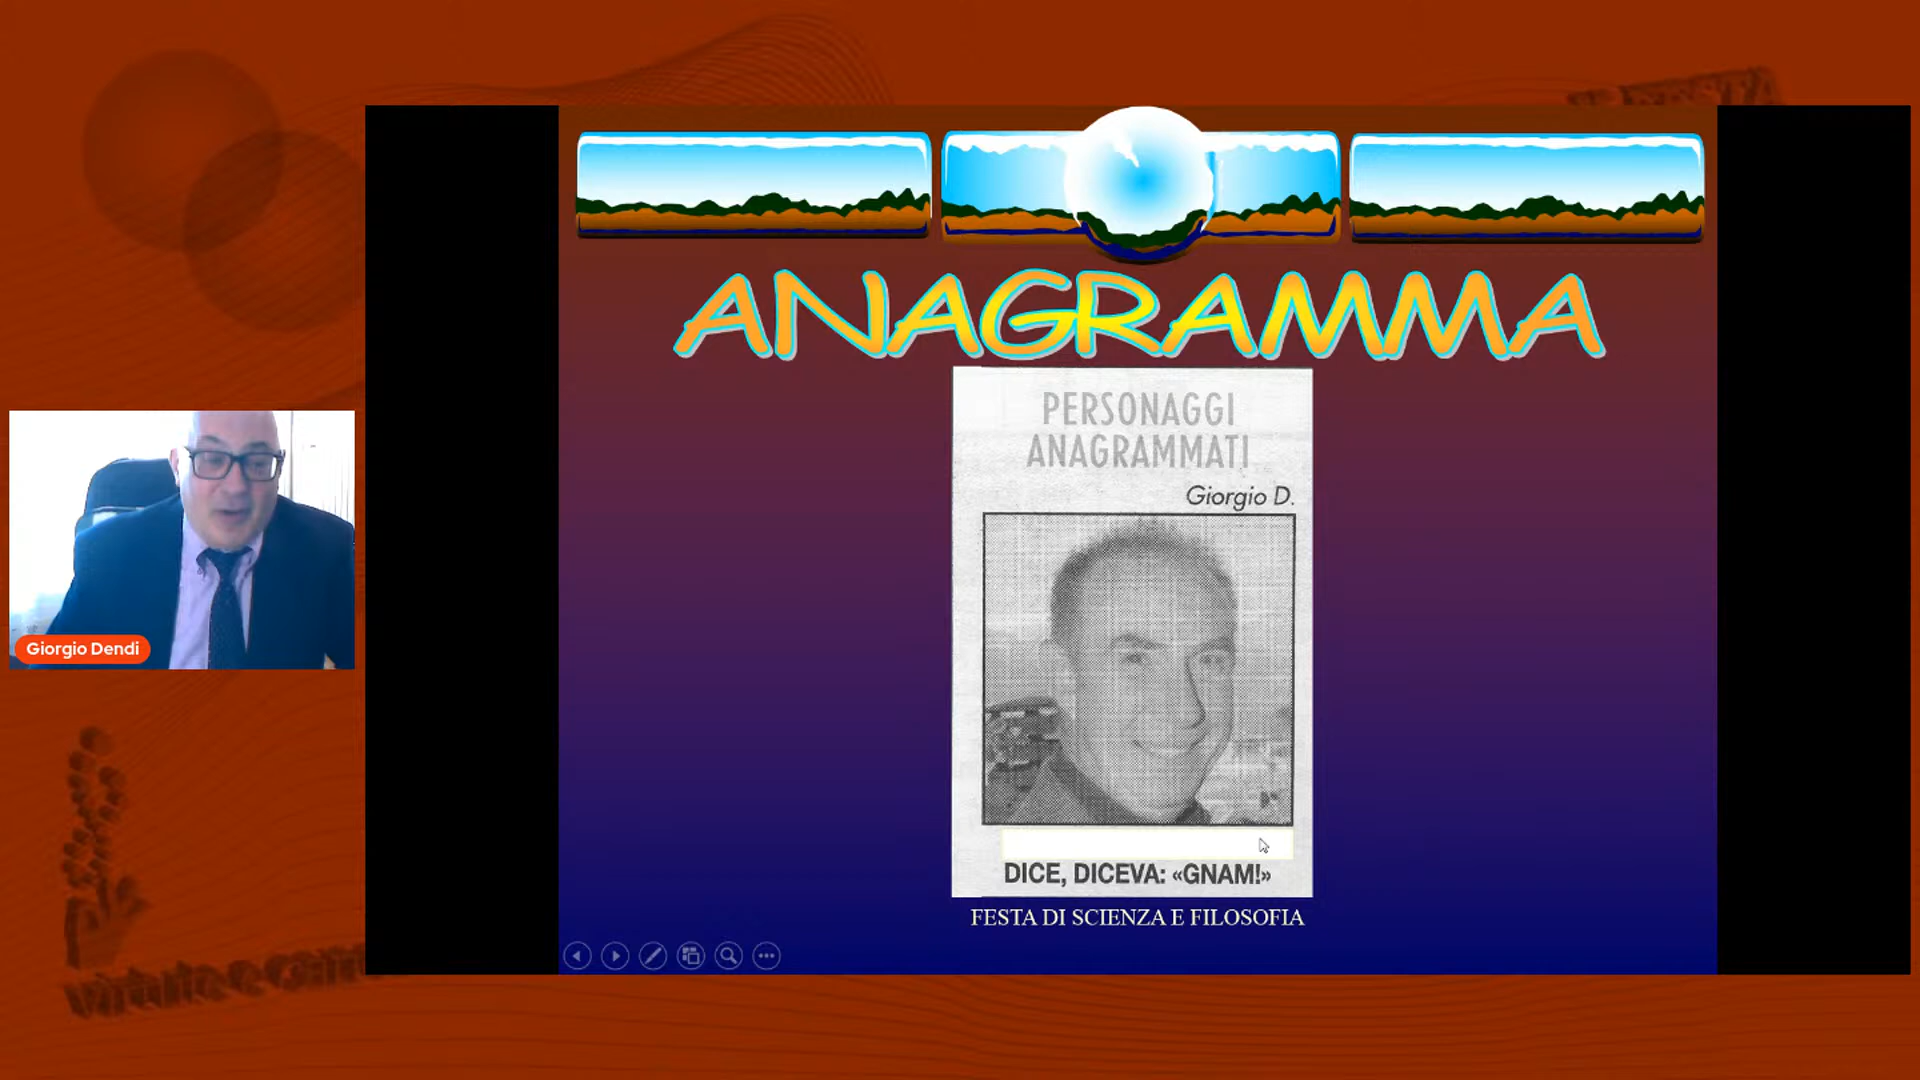 ANAGRAMMA
PERSONAGGI
ANAGRAMMATI
Giorgio D.
DICE, DICEVA: «GNAM!»
FESTA DI SCIENZA E FILOSOFIA
Giorgio Dendi